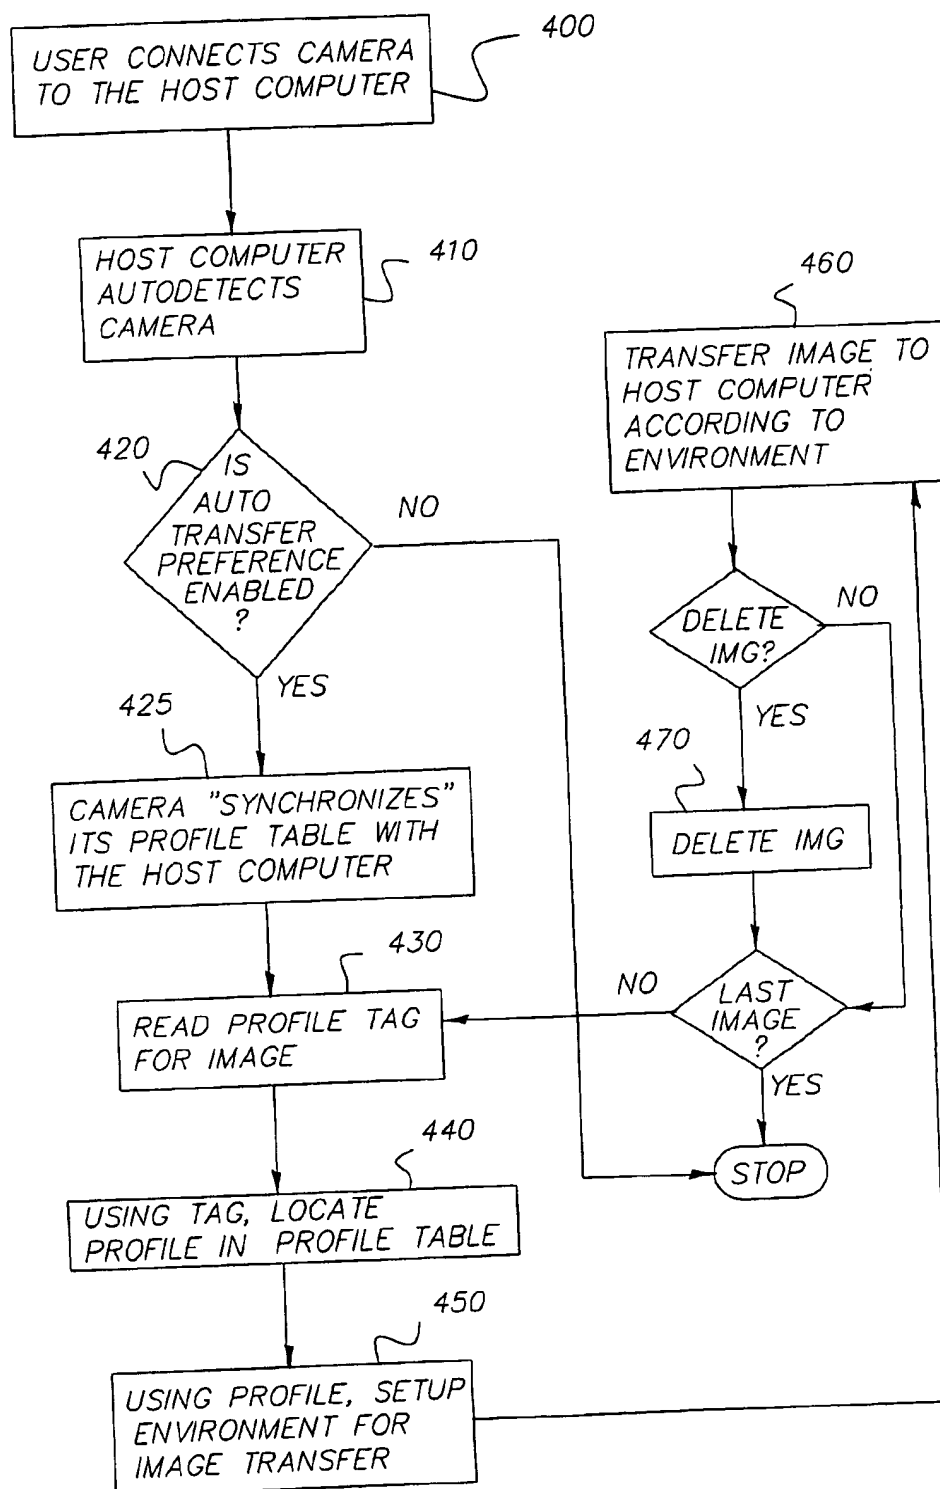 USER CONNECTS CAMERA
TO THE HOST COMPUTER
400
HOST COMPUTER
AUTODETECTS
CAMERA
410
420
IS
AUTO
TRANSFER
PREFERENCE
ENABLED
?
NO
YES
425
CAMERA "SYNCHRONIZES"
ITS PROFILE TABLE WITH
THE HOST COMPUTER
430
READ PROFILE TAG
FOR IMAGE
440
USING TAG, LOCATE
PROFILE IN PROFILE TABLE
450
USING PROFILE, SETUP
ENVIRONMENT FOR
IMAGE TRANSFER
460
TRANSFER IMAGE TO
HOST COMPUTER
ACCORDING TO
ENVIRONMENT
DELETE
IMG?
NO
YES
470
DELETE IMG
LAST
IMAGE
?
NO
YES
STOP